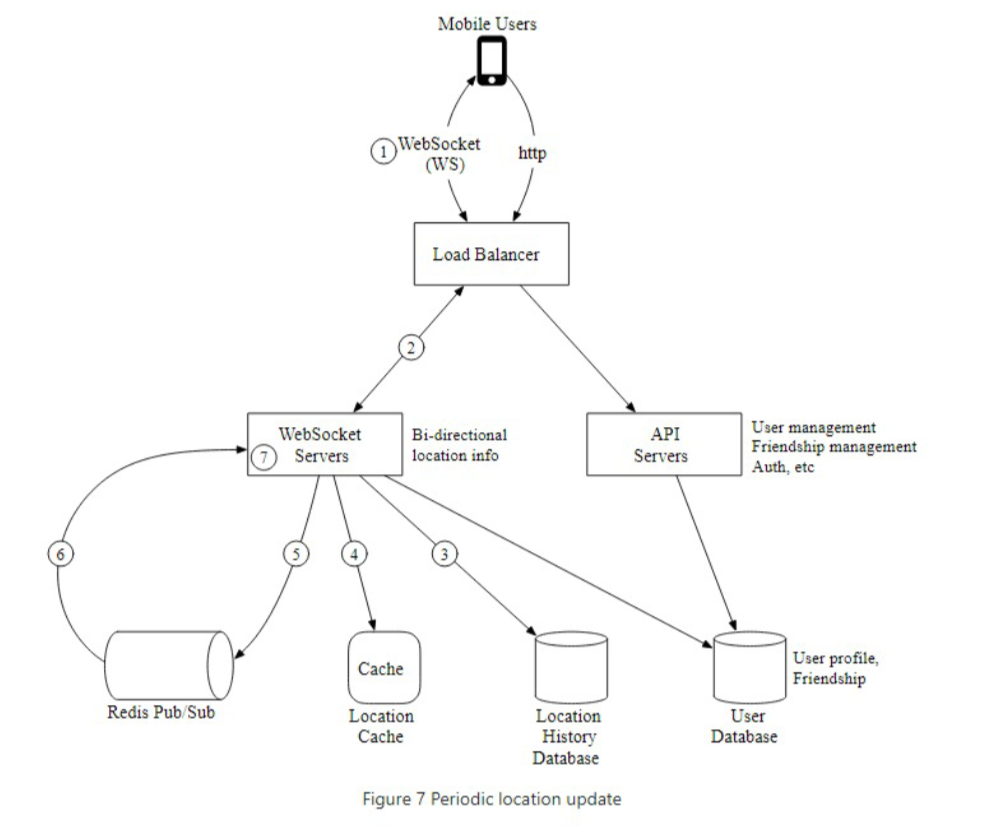 Mobile Users
1
WebSocket
(WS)
http
Load Balancer
2
WebSocket
Servers
7
Bi-directional
location info
API
Servers
User management
Friendship management
Auth, etc
6
5
4
3
Redis Pub/Sub
Cache
Location
Cache
Location
History
Database
User
Database
User profile,
Friendship
Figure 7 Periodic location update